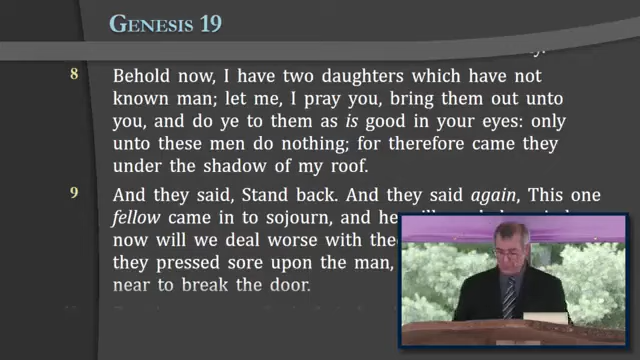 GENESIS 19
8
Behold now, I have two daughters which have not
known man; let me, I pray you, bring them out unto
you, and do ye to them as is good in your eyes: only
unto these men do nothing; for therefore came they
under the shadow of my roof.
9
And they said, Stand back. And they said again, This one
fellow came in to sojourn, and he
now will we deal worse with
they pressed sore upon the man,
near to break the door.